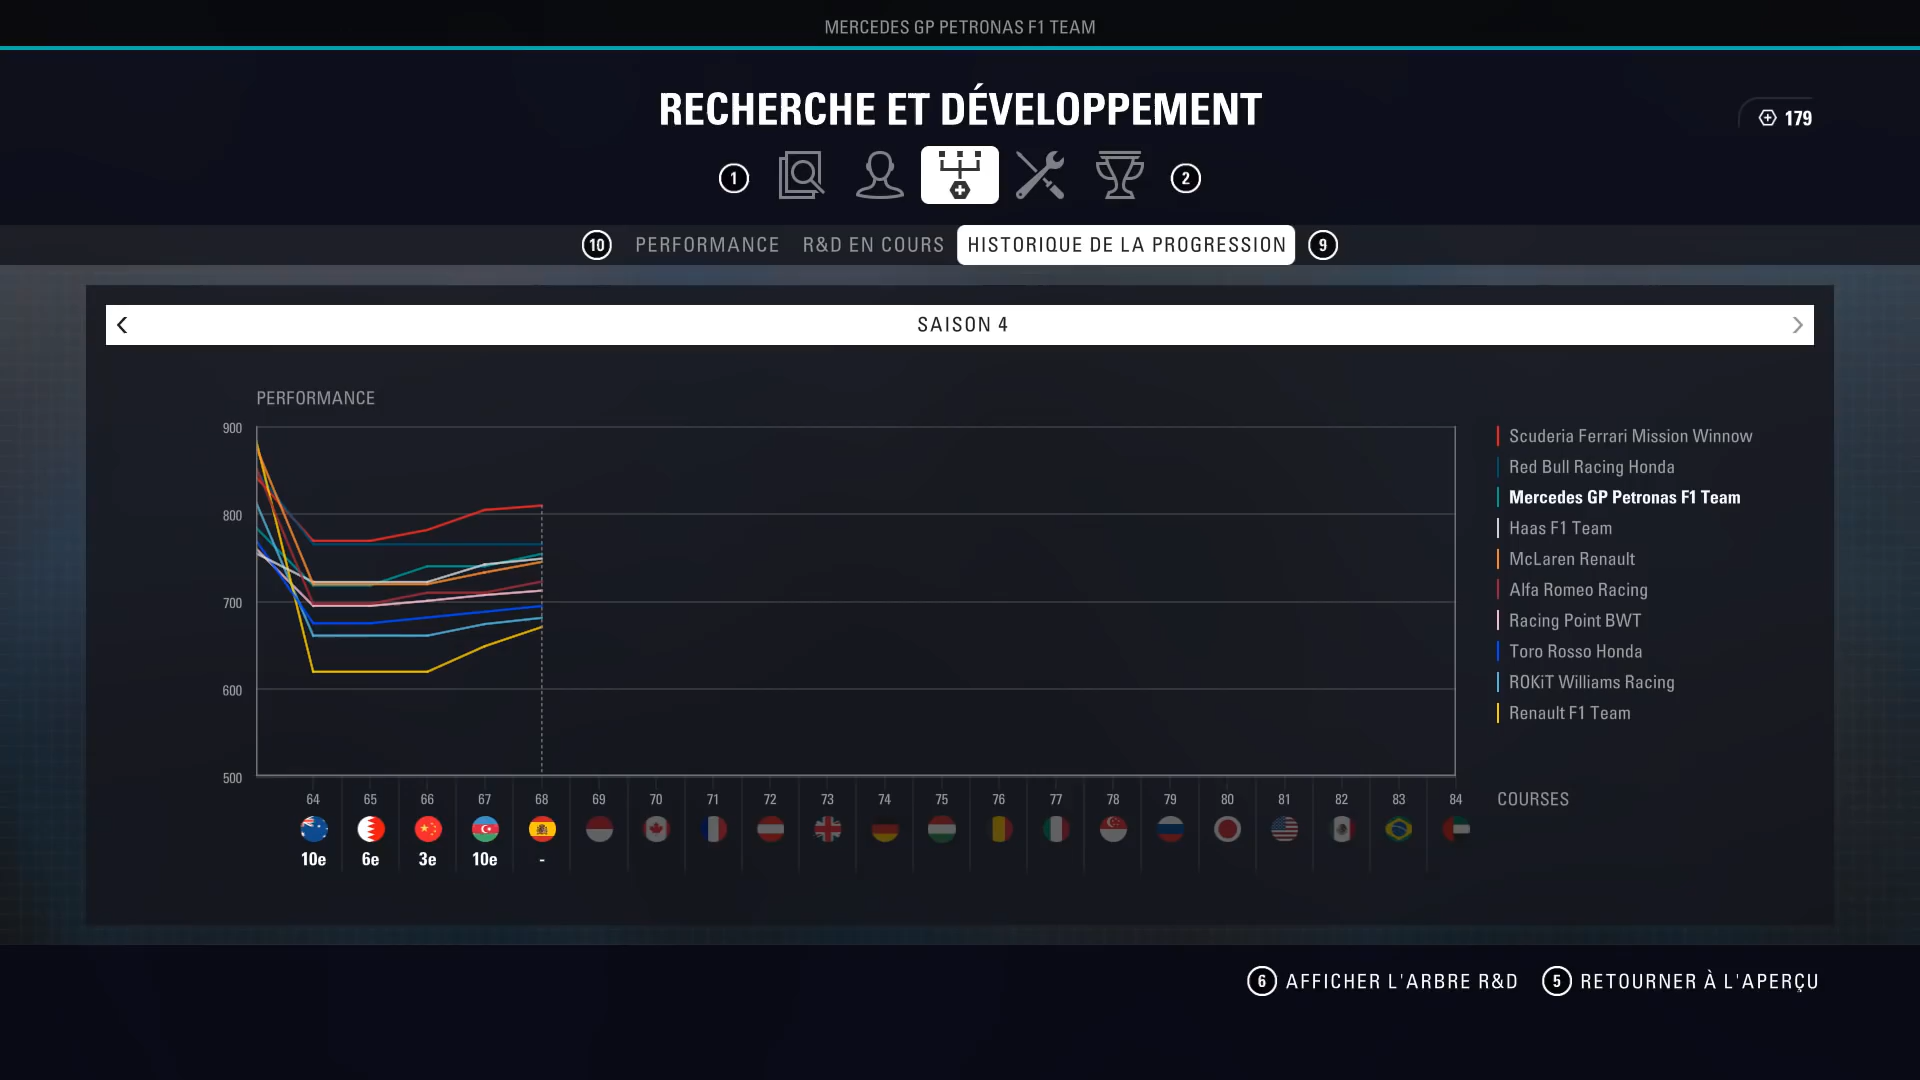 MERCEDES GP PETRONAS F1 TEAM
RECHERCHE ET DÉVELOPPEMENT
179
1
2
10 PERFORMANCE R&D EN COURS HISTORIQUE DE LA PROGRESSION 9
SAISON 4
PERFORMANCE
900
800
700
600
500
Scuderia Ferrari Mission Winnow
Red Bull Racing Honda
Mercedes GP Petronas F1 Team
Haas F1 Team
McLaren Renault
Alfa Romeo Racing
Racing Point BWT
Toro Rosso Honda
ROKiT Williams Racing
Renault F1 Team
64 65 66 67 68 69 70 71 72 73 74 75 76 77 78 79 80 81 82 83 84 COURSES
10e 6e 3e 10e -
6 AFFICHER L'ARBRE R&D 5 RETOURNER À L'APERÇU